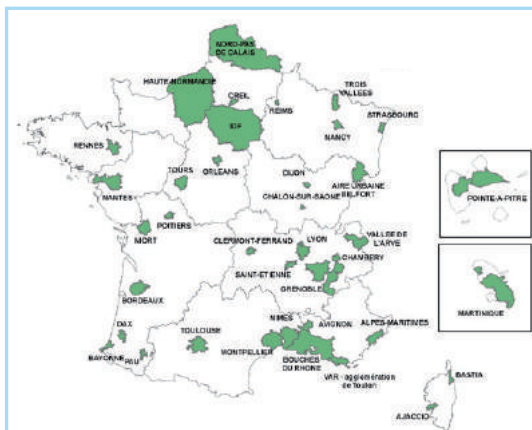 NORD-PAS
DE CALAIS
HAUTE-NORMANDIE
CREIL
REIMS
TROIS
VALLEES
STRASBOURG
IDF
NANCY
RENNES
ORLEANS
TOURS
DIJON
AIRE URBAINE
BELFORT
CHALON-SUR-SAONE
NANTES
POITIERS
NIORT
CLERMONT-FERRAND
LYON
VALLEE DE
L'ARVE
CHAMBERY
SAINT-ETIENNE
GRENOBLE
BORDEAUX
DAX
TOULOUSE
NIMES
AVIGNON
ALPES-MARITIMES
MONTPELLIER
BOUCHES
DU RHONE
BAYONNE
PAU
VAR - agglomération
de Toulon
BASTIA
AJACCIO
POINTE-A-PITRE
MARTINIQUE